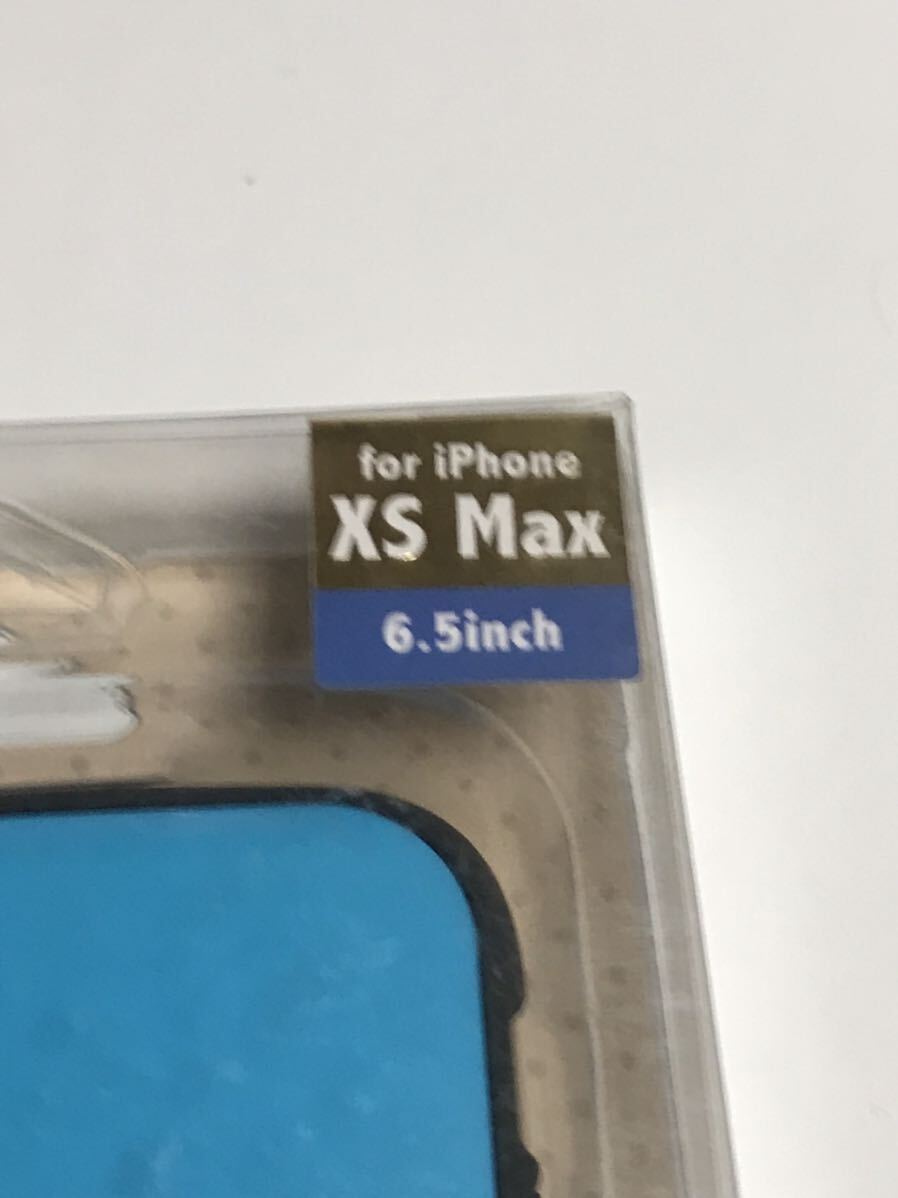 for iPhone
XS Max
6.5inch